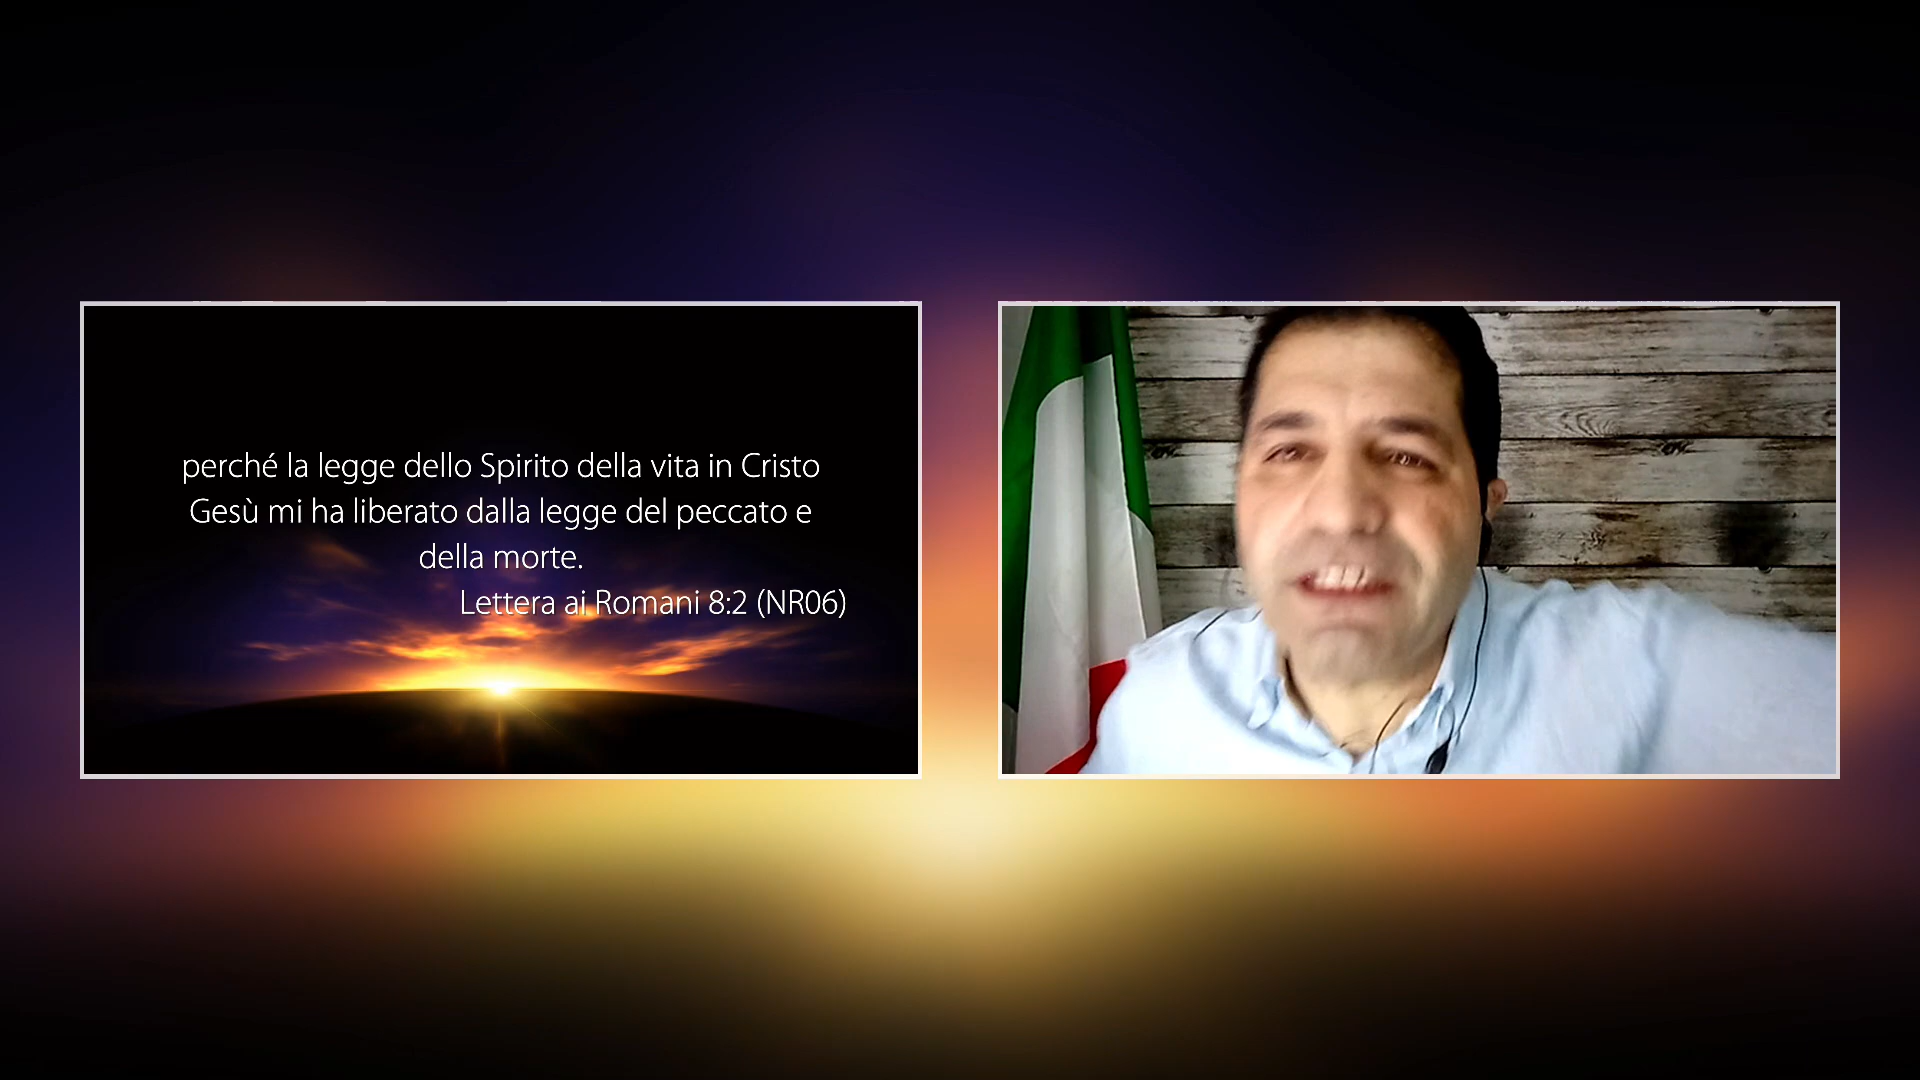 perché la legge dello Spirito della vita in Cristo
Gesù mi ha liberato dalla legge del peccato e
della morte.
Lettera ai Romani 8:2 (NR06)